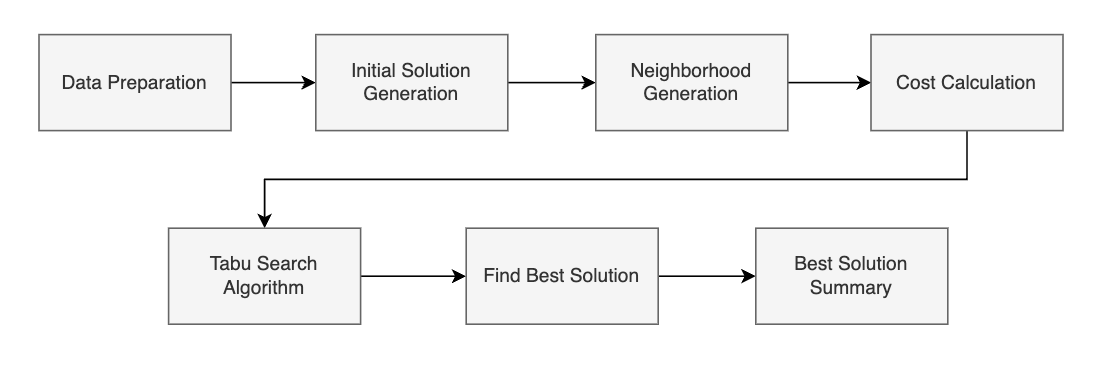 Data Preparation
Initial Solution
Generation
Neighborhood
Generation
Cost Calculation
Tabu Search
Algorithm
Find Best Solution
Best Solution
Summary